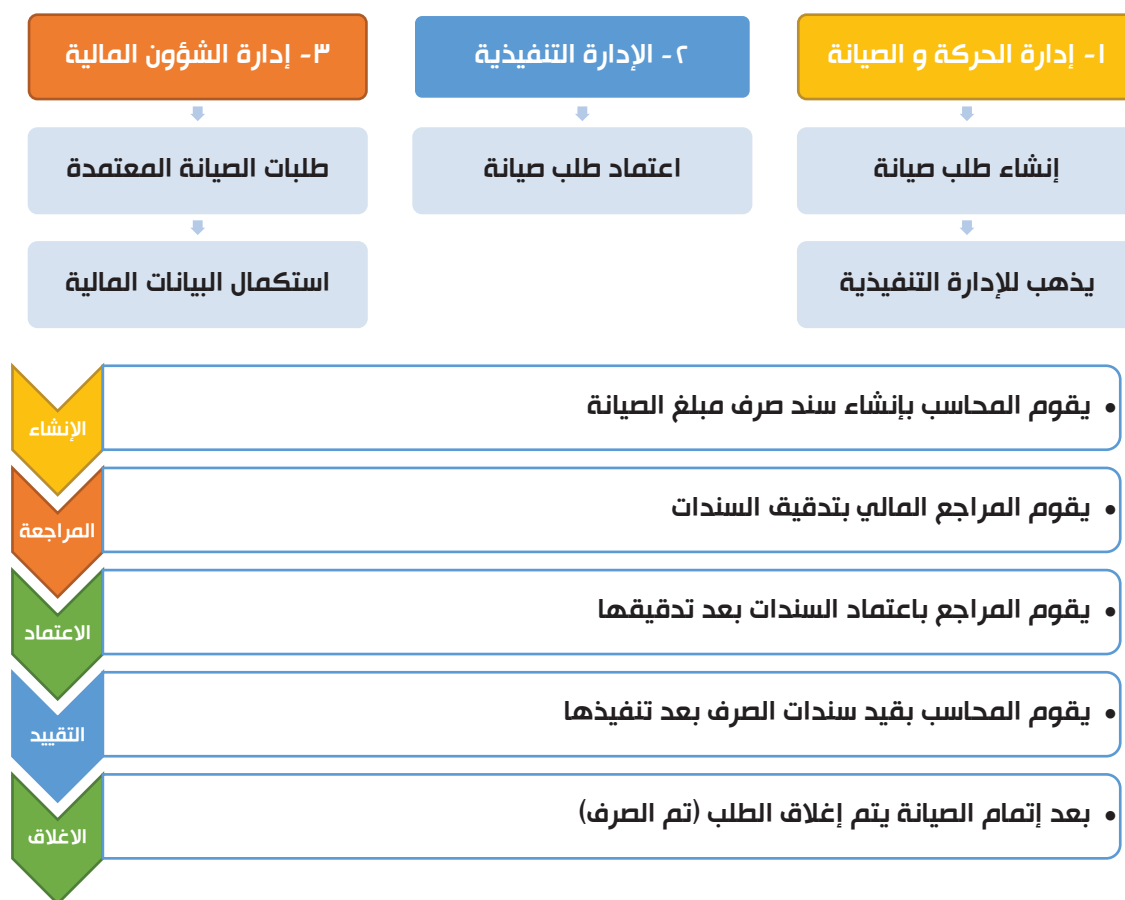 ١- إدارة الحركة و الصيانة
إنشاء طلب صيانة
يذهب للإدارة التنفيذية
٢- الإدارة التنفيذية
اعتماد طلب صيانة
٣- إدارة الشؤون المالية
طلبات الصيانة المعتمدة
استكمال البيانات المالية
الإنشاء
• يقوم المحاسب بإنشاء سند صرف مبلغ الصيانة
المراجعة
• يقوم المراجع المالي بتدقيق السندات
الاعتماد
• يقوم المراجع باعتماد السندات بعد تدقيقها
التقييد
• يقوم المحاسب بقيد سندات الصرف بعد تنفيذها
الاغلاق
• بعد إتمام الصيانة يتم إغلاق الطلب (تم الصرف)